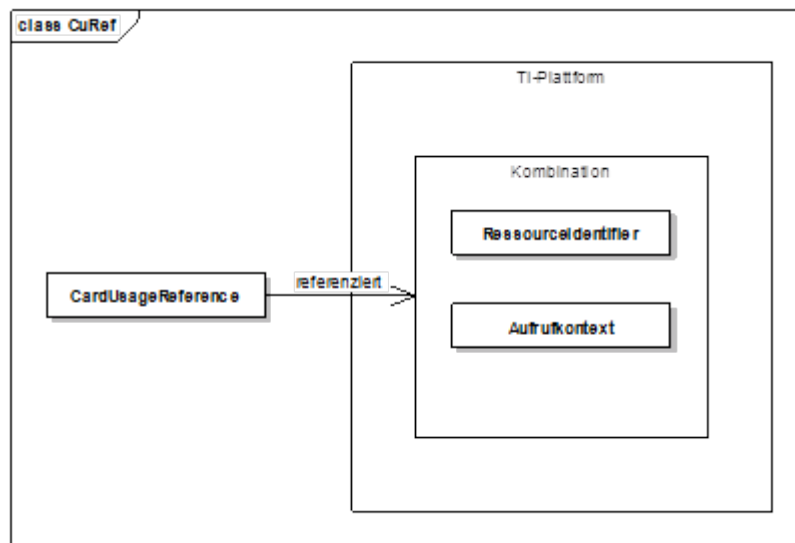 class CuRef
TI-Plattform
Kombination
RessourceIdentifier
referenziert
CardUsageReference
Aufrufkontext